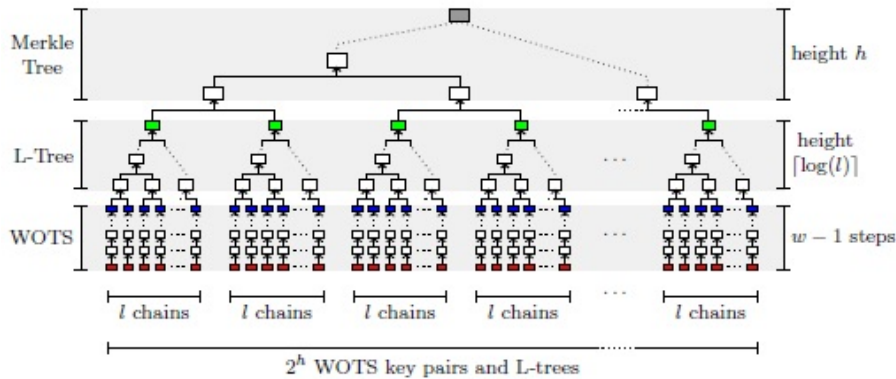 Merkle
Tree
height h
L-Tree
height
⌈log(l)⌉
WOTS
w − 1 steps
l chains
l chains
l chains
l chains
l chains
2^h WOTS key pairs and L-trees